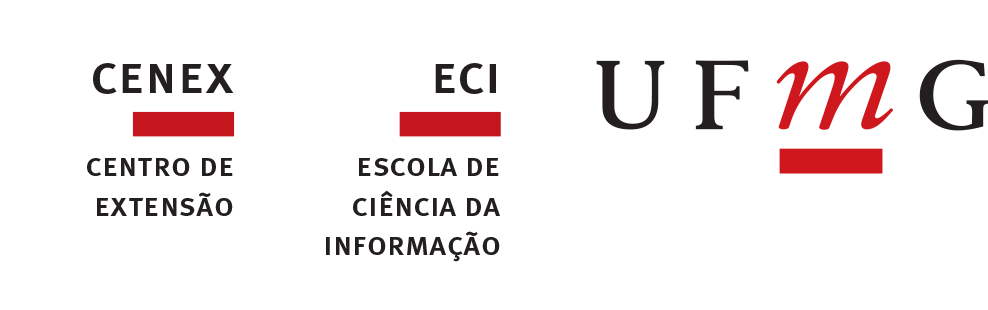 CENEX
CENTRO DE
EXTENSÃO
ECI
ESCOLA DE
CIÊNCIA DA
INFORMAÇÃO
UFmG